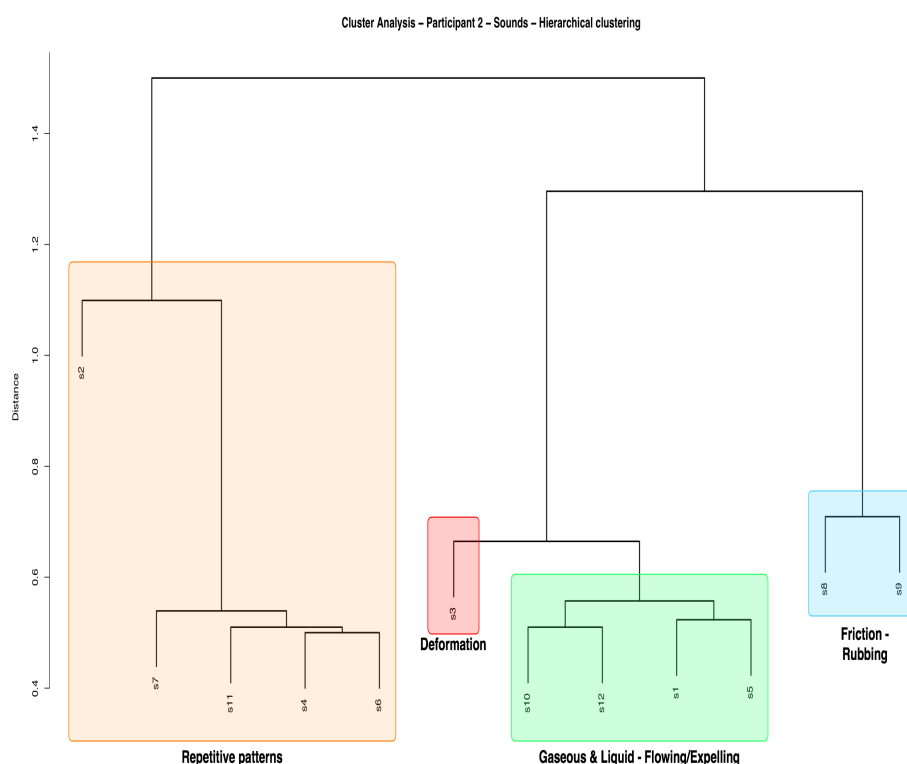 Cluster Analysis – Participant 2 – Sounds – Hierarchical clustering
Distance
1.4
1.2
1.0
0.8
0.6
0.4
s2
s7
s11
s4
s6
s3
s10
s12
s1
s5
s8
s9
Deformation
Friction -
Rubbing
Repetitive patterns
Gaseous & Liquid - Flowing/Expelling